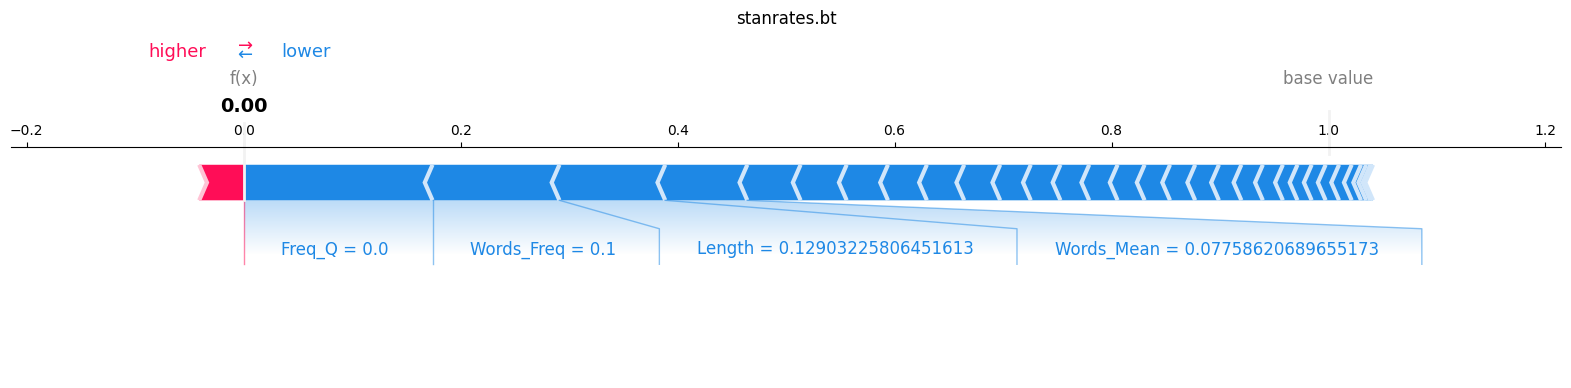 stanrates.bt
higher ⇄ lower
f(x) base value
0.00
−0.2 0.0 0.2 0.4 0.6 0.8 1.0 1.2
Freq_Q = 0.0 Words_Freq = 0.1 Length = 0.12903225806451613 Words_Mean = 0.07758620689655173